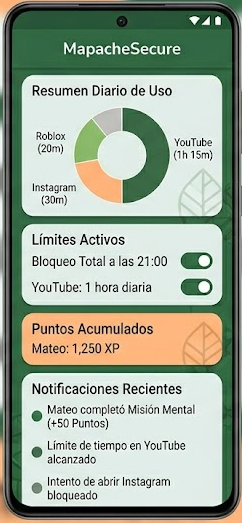 MapacheSecure
Resumen Diario de Uso
Roblox
(20m)
YouTube
(1h 15m)
Instagram
(30m)
Límites Activos
Bloqueo Total a las 21:00
YouTube: 1 hora diaria
Puntos Acumulados
Mateo: 1,250 XP
Notificaciones Recientes
Mateo completó Misión Mental
(+50 Puntos)
Límite de tiempo en YouTube
alcanzado
Intento de abrir Instagram
bloqueado